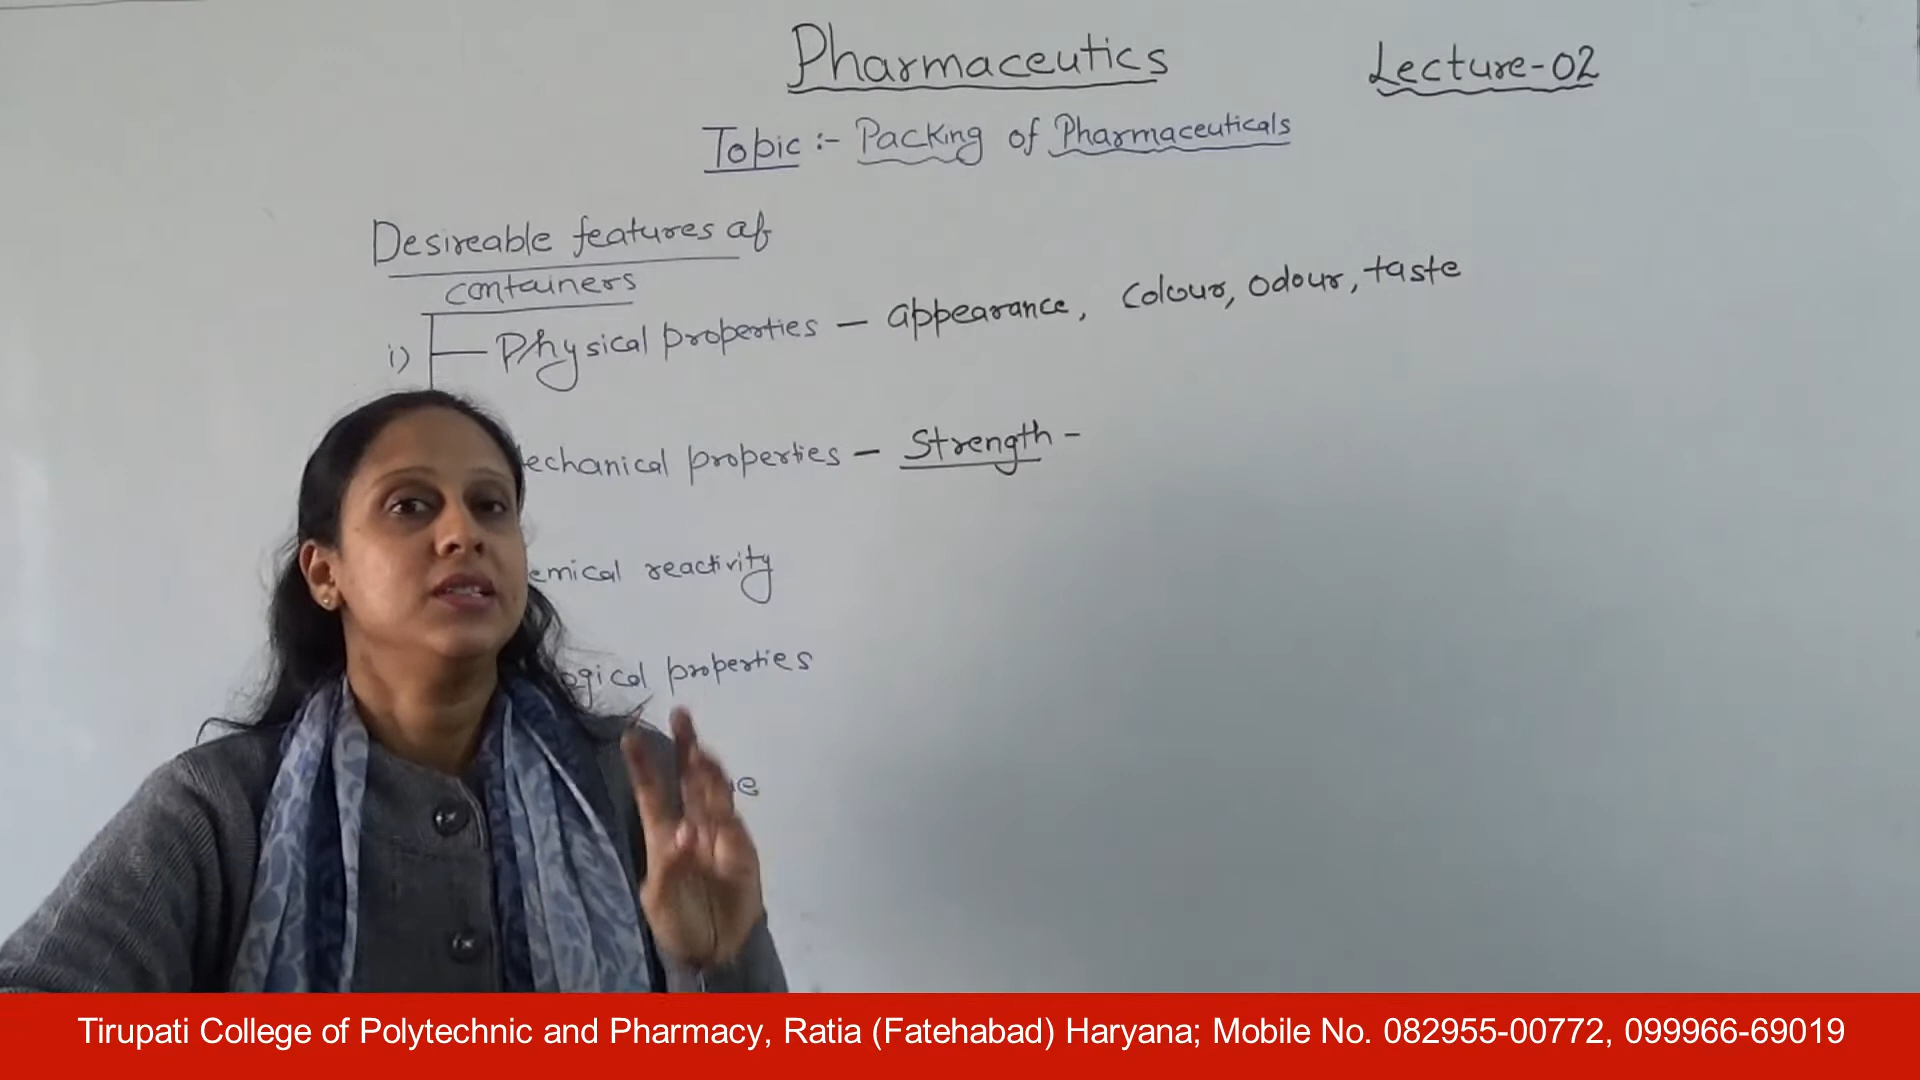 Pharmaceutics
Lecture-02
Topic :- Packing of Pharmaceuticals
Desireable features of
containers
i) Physical properties – appearance, Colour, Odour, taste
echanical properties – Strength -
emical reactivity
ogical properties
Tirupati College of Polytechnic and Pharmacy, Ratia (Fatehabad) Haryana; Mobile No. 082955-00772, 099966-69019